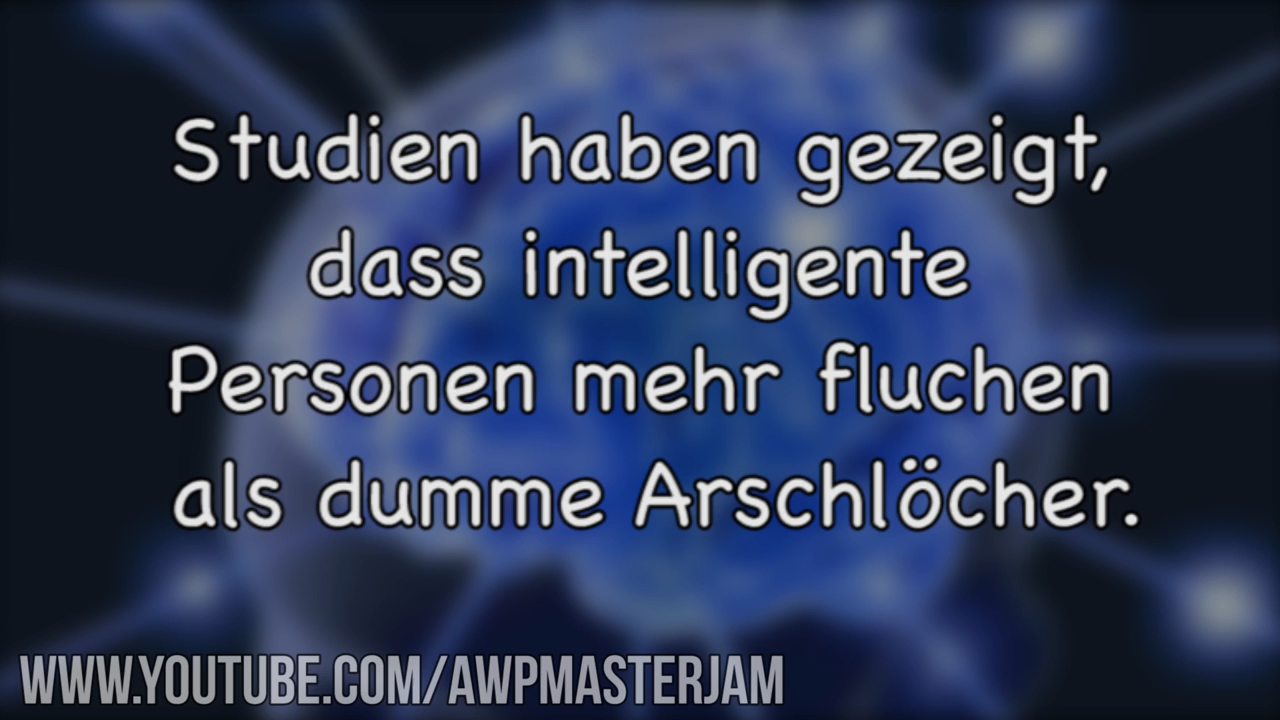 Studien haben gezeigt,
dass intelligente
Personen mehr fluchen
als dumme Arschlöcher.
WWW.YOUTUBE.COM/AWPMASTERJAM